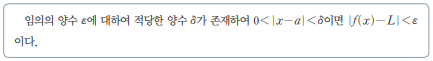 임의의 양수 ε에 대하여 적당한 양수 δ가 존재하여 0<|x-a|<δ이면 |f(x)-L|<ε
이다.